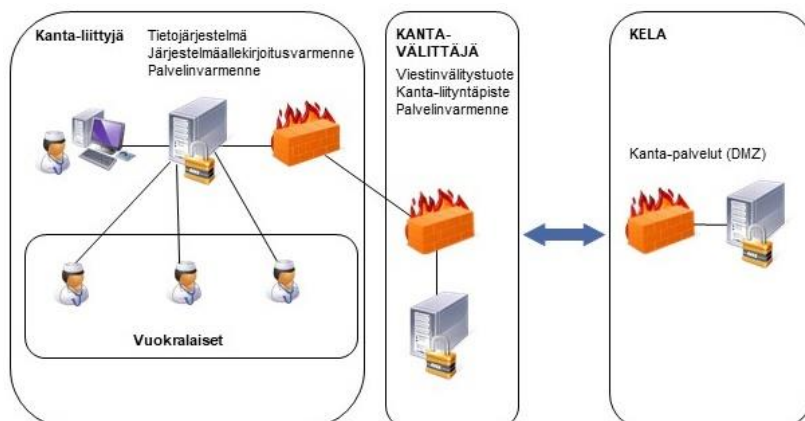 Kanta-liittyjä
Tietojärjestelmä
Järjestelmäallekirjoitusvarmenne
Palvelinvarmenne
Vuokralaiset
KANTA-
VÄLITTÄJÄ
Viestinvälitystuote
Kanta-liityntäpiste
Palvelinvarmenne
KELA
Kanta-palvelut (DMZ)